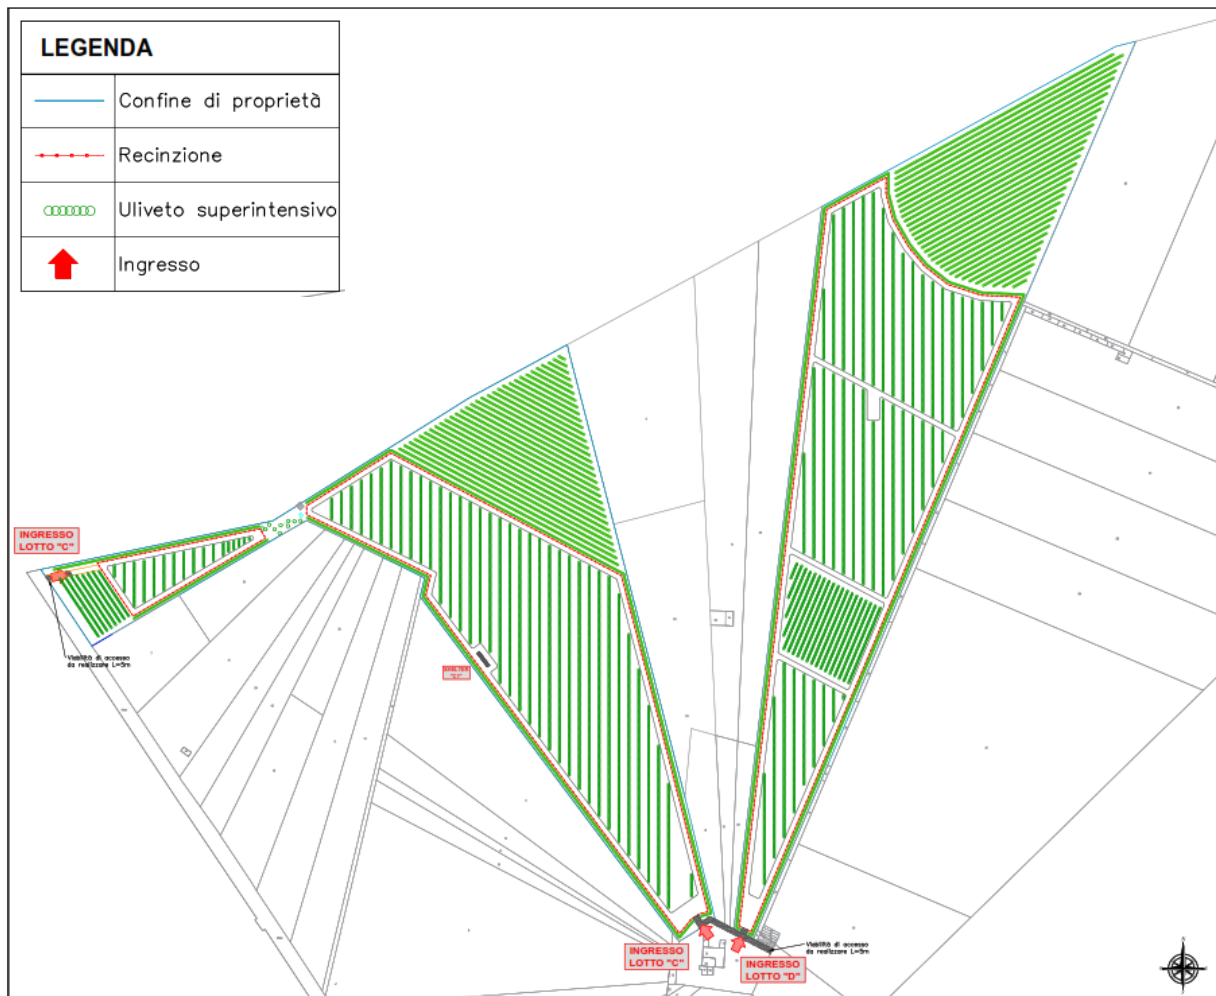 LEGENDA
Confine di proprietà
Recinzione
Uliveto superintensivo
Ingresso
INGRESSO
LOTTO "C"
Viabilità di accesso
da realizzare L=5m
INGRESSO
LOTTO "C"
INGRESSO
LOTTO "D"
Viabilità di accesso
da realizzare L=5m
N